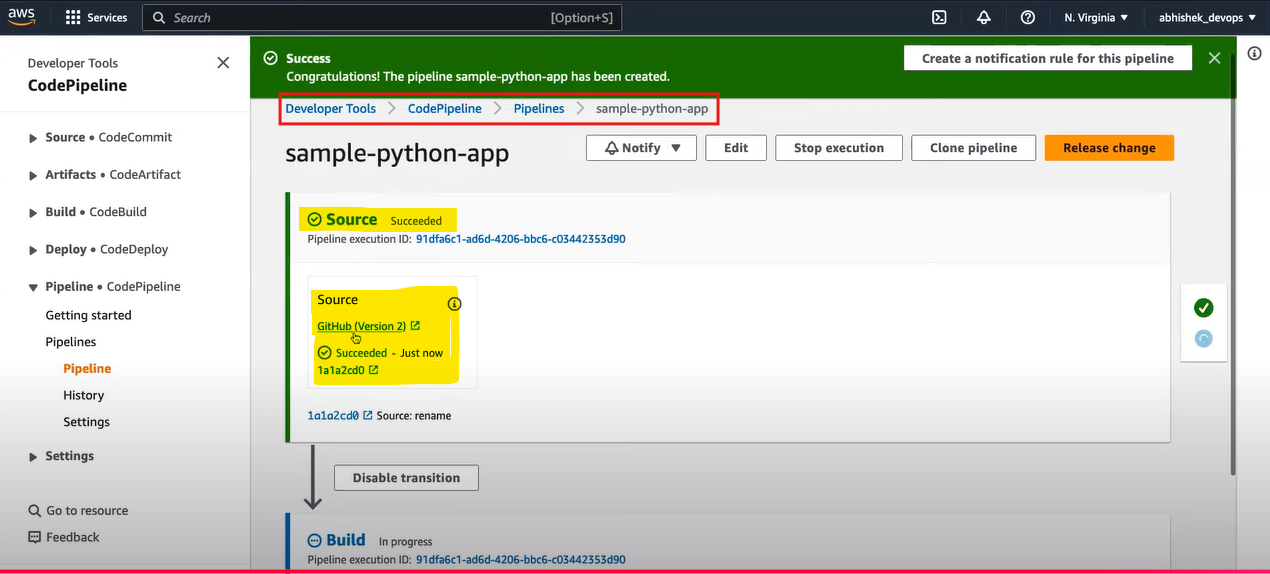 aws Services Search [Option+S] N. Virginia ▼ abhishek_devops ▼
Developer Tools
CodePipeline
Source • CodeCommit
Artifacts • CodeArtifact
Build • CodeBuild
Deploy • CodeDeploy
Pipeline • CodePipeline
Getting started
Pipelines
Pipeline
History
Settings
Settings
Go to resource
Feedback
Success
Congratulations! The pipeline sample-python-app has been created.
Create a notification rule for this pipeline
Developer Tools > CodePipeline > Pipelines > sample-python-app
sample-python-app
Notify ▼ Edit Stop execution Clone pipeline Release change
Source Succeeded
Pipeline execution ID: 91dfa6c1-ad6d-4206-bbc6-c03442353d90
Source
GitHub (Version 2)
Succeeded - Just now
1a1a2cd0
1a1a2cd0 Source: rename
Disable transition
Build In progress
Pipeline execution ID: 91dfa6c1-ad6d-4206-bbc6-c03442353d90